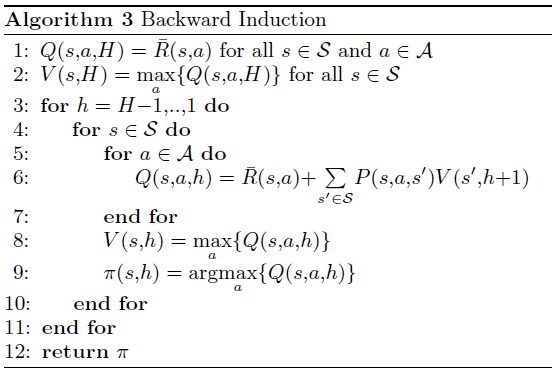 Algorithm 3 Backward Induction
1: Q(s,a,H) = R̄(s,a) for all s ∈ 𝒮 and a ∈ 𝒜
2: V(s,H) = max{Q(s,a,H)} for all s ∈ 𝒮
a
3: for h = H−1,..,1 do
4: for s ∈ 𝒮 do
5: for a ∈ 𝒜 do
6: Q(s,a,h) = R̄(s,a)+ ∑ P(s,a,s′)V(s′,h+1)
s′∈𝒮
7: end for
8: V(s,h) = max{Q(s,a,h)}
a
9: π(s,h) = argmax{Q(s,a,h)}
a
10: end for
11: end for
12: return π